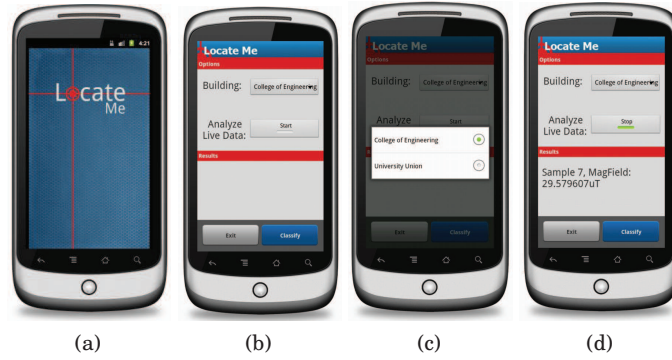 4:21
Locate
Me
(a)
Locate Me
Options
Building:
College of Engineering
Analyze
Live Data:
Start
Results
Exit
Classify
(b)
Locate Me
Options
Building:
College of Engineering
Analyze
Start
College of Engineering
University Union
Exit
Classify
(c)
Locate Me
Options
Building:
College of Engineering
Analyze
Live Data:
Stop
Results
Sample 7, MagField:
29.579607uT
Exit
Classify
(d)